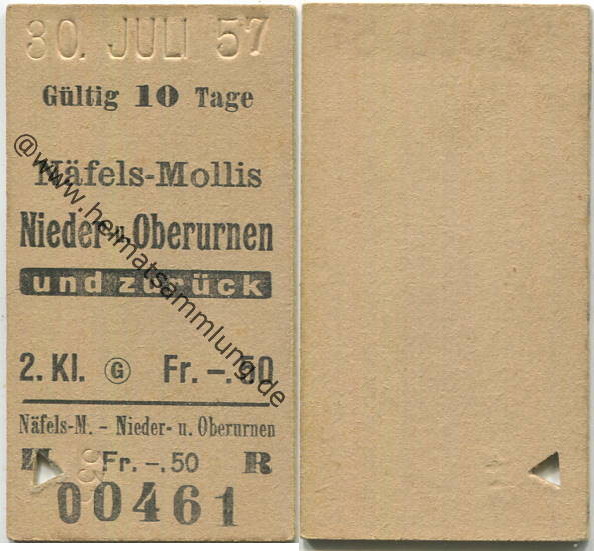 30. JULI 57
Gültig 10 Tage
Näfels-Mollis
Nieder-u.Oberurnen
und zurück
2. Kl. G Fr. -.50
Näfels-M. - Nieder- u. Oberurnen
Fr. -.50 R
00461
@www.heimatsammlung.de